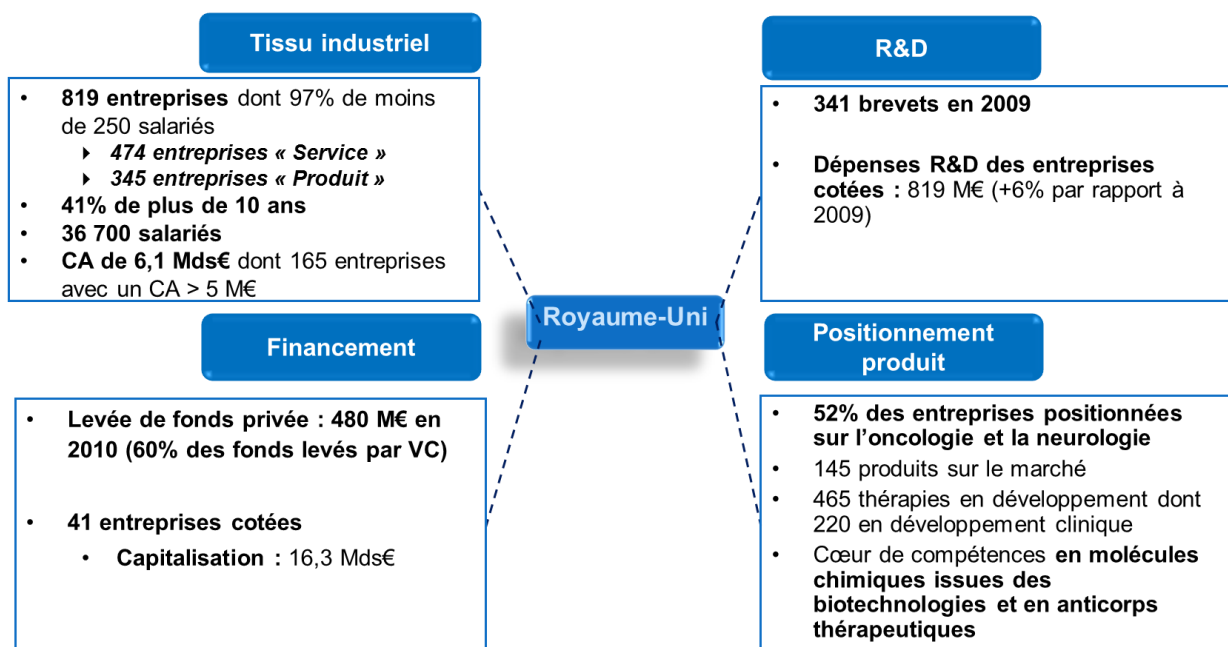 Tissu industriel
• 819 entreprises dont 97% de moins
de 250 salariés
474 entreprises « Service »
345 entreprises « Produit »
• 41% de plus de 10 ans
• 36 700 salariés
• CA de 6,1 Mds€ dont 165 entreprises
avec un CA > 5 M€
R&D
• 341 brevets en 2009
• Dépenses R&D des entreprises
cotées : 819 M€ (+6% par rapport à
2009)
Royaume-Uni
Financement
• Levée de fonds privée : 480 M€ en
2010 (60% des fonds levés par VC)
• 41 entreprises cotées
• Capitalisation : 16,3 Mds€
Positionnement
produit
• 52% des entreprises positionnées
sur l’oncologie et la neurologie
• 145 produits sur le marché
• 465 thérapies en développement dont
220 en développement clinique
• Cœur de compétences en molécules
chimiques issues des
biotechnologies et en anticorps
thérapeutiques